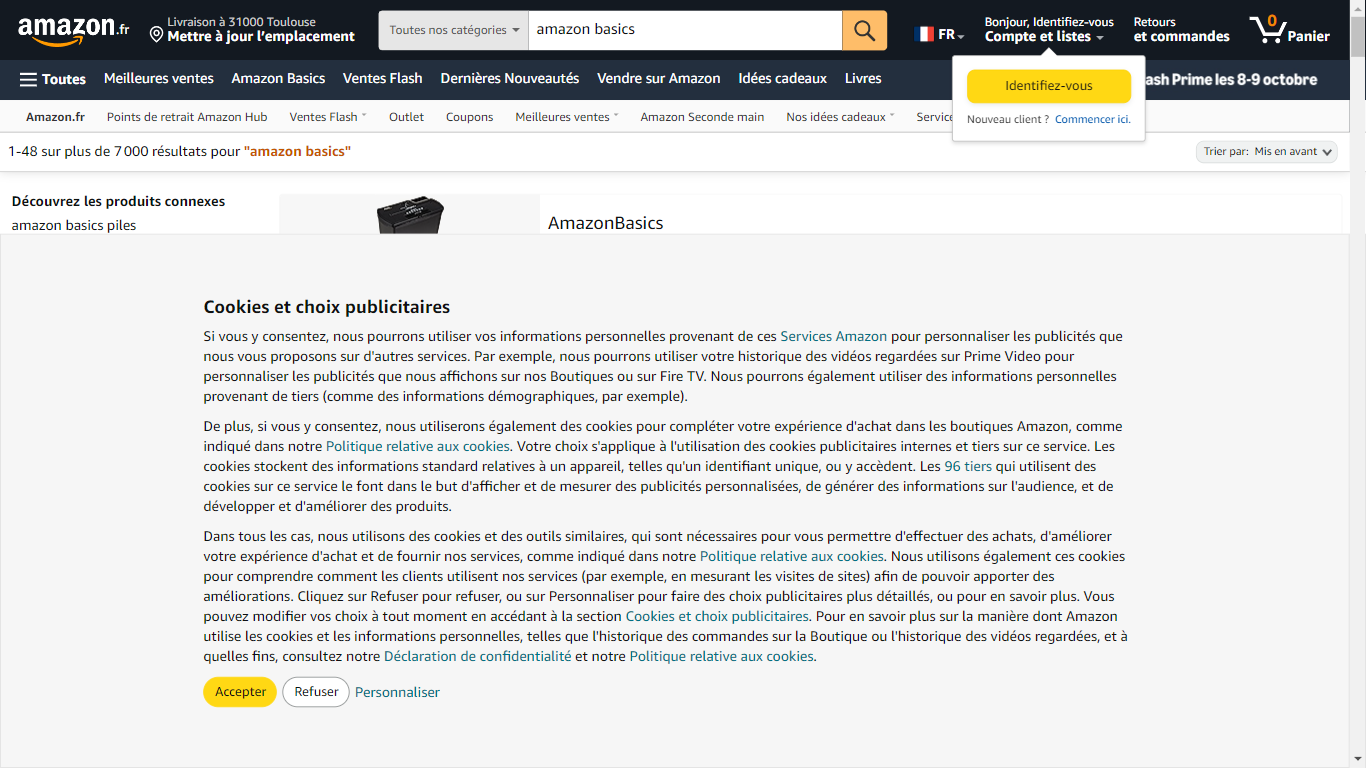 amazon.fr
Livraison à 31000 Toulouse
Mettre à jour l'emplacement
Toutes nos catégories
amazon basics
FR
Bonjour, Identifiez-vous
Compte et listes
Retours
et commandes
0
Panier
Toutes
Meilleures ventes
Amazon Basics
Ventes Flash
Dernières Nouveautés
Vendre sur Amazon
Idées cadeaux
Livres
ash Prime les 8-9 octobre
Identifiez-vous
Nouveau client ? Commencer ici.
Amazon.fr
Points de retrait Amazon Hub
Ventes Flash
Outlet
Coupons
Meilleures ventes
Amazon Seconde main
Nos idées cadeaux
Service
1-48 sur plus de 7 000 résultats pour "amazon basics"
Trier par: Mis en avant
Découvrez les produits connexes
amazon basics piles
AmazonBasics
Cookies et choix publicitaires
Si vous y consentez, nous pourrons utiliser vos informations personnelles provenant de ces Services Amazon pour personnaliser les publicités que
nous vous proposons sur d'autres services. Par exemple, nous pourrons utiliser votre historique des vidéos regardées sur Prime Video pour
personnaliser les publicités que nous affichons sur nos Boutiques ou sur Fire TV. Nous pourrons également utiliser des informations personnelles
provenant de tiers (comme des informations démographiques, par exemple).
De plus, si vous y consentez, nous utiliserons également des cookies pour compléter votre expérience d'achat dans les boutiques Amazon, comme
indiqué dans notre Politique relative aux cookies. Votre choix s'applique à l'utilisation des cookies publicitaires internes et tiers sur ce service. Les
cookies stockent des informations standard relatives à un appareil, telles qu'un identifiant unique, ou y accèdent. Les 96 tiers qui utilisent des
cookies sur ce service le font dans le but d'afficher et de mesurer des publicités personnalisées, de générer des informations sur l'audience, et de
développer et d'améliorer des produits.
Dans tous les cas, nous utilisons des cookies et des outils similaires, qui sont nécessaires pour vous permettre d'effectuer des achats, d'améliorer
votre expérience d'achat et de fournir nos services, comme indiqué dans notre Politique relative aux cookies. Nous utilisons également ces cookies
pour comprendre comment les clients utilisent nos services (par exemple, en mesurant les visites de sites) afin de pouvoir apporter des
améliorations. Cliquez sur Refuser pour refuser, ou sur Personnaliser pour faire des choix publicitaires plus détaillés, ou pour en savoir plus. Vous
pouvez modifier vos choix à tout moment en accédant à la section Cookies et choix publicitaires. Pour en savoir plus sur la manière dont Amazon
utilise les cookies et les informations personnelles, telles que l'historique des commandes sur la Boutique ou l'historique des vidéos regardées, et à
quelles fins, consultez notre Déclaration de confidentialité et notre Politique relative aux cookies.
Accepter
Refuser
Personnaliser